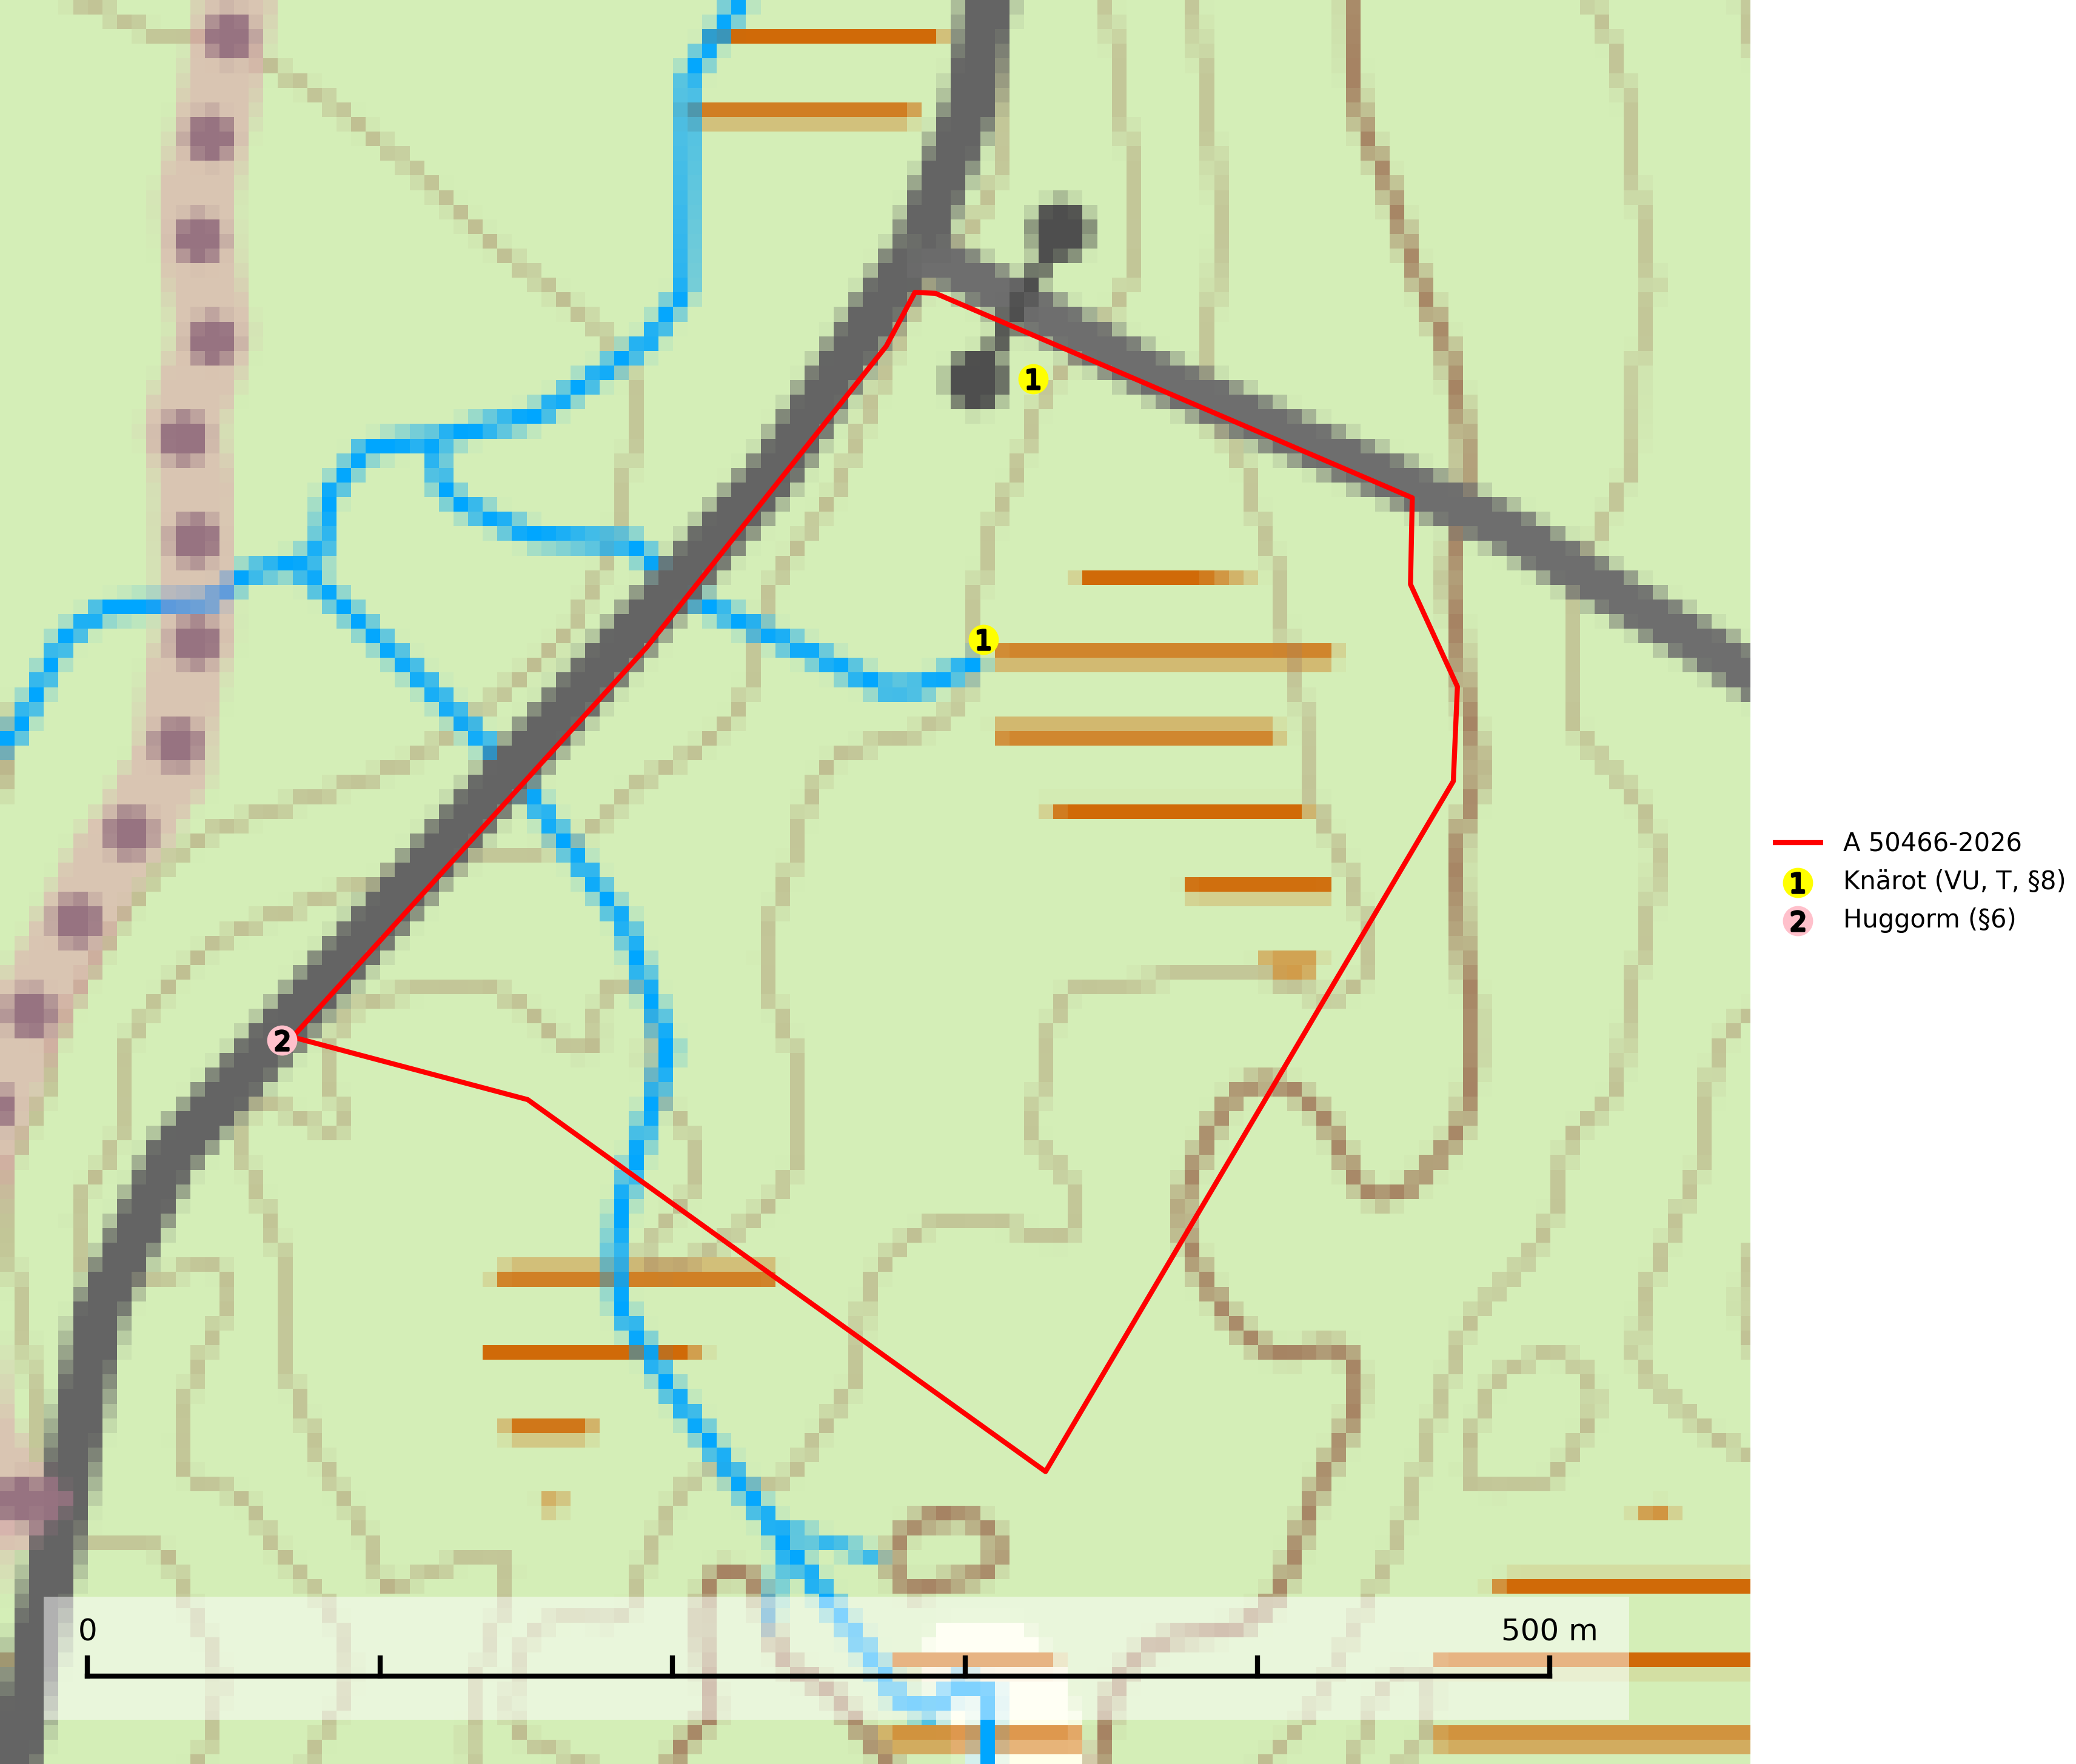 1
1
2
A 50466-2026
1 Knärot (VU, T, §8)
2 Huggorm (§6)
0 500 m